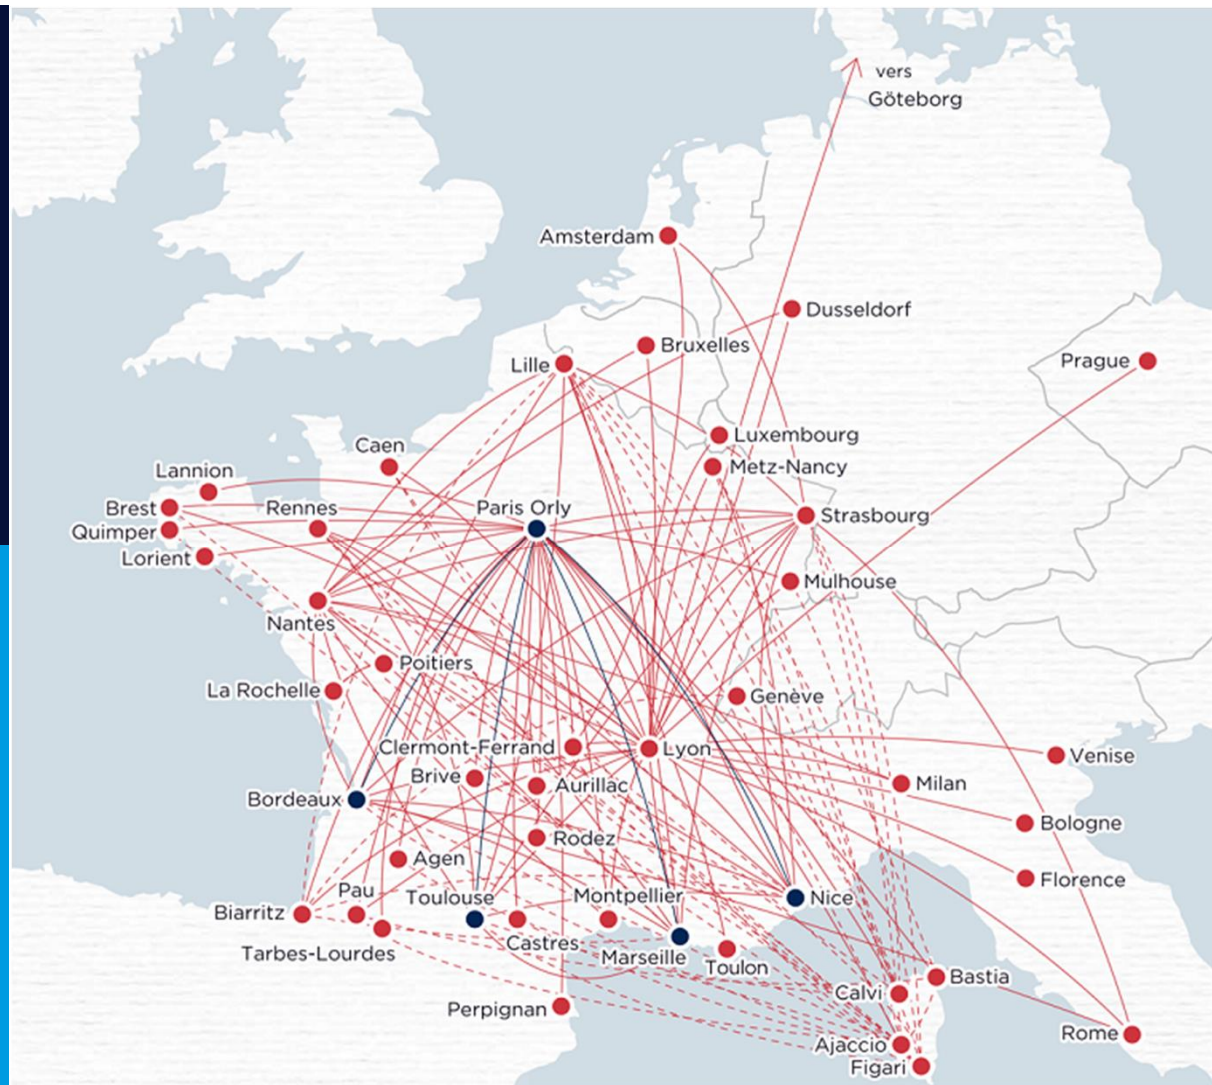 vers
Göteborg
Amsterdam
Dusseldorf
Bruxelles
Prague
Lille
Luxembourg
Caen
Metz-Nancy
Lannion
Brest
Rennes
Paris Orly
Strasbourg
Quimper
Lorient
Mulhouse
Nantes
Poitiers
La Rochelle
Genève
Clermont-Ferrand
Lyon
Venise
Brive
Aurillac
Milan
Bordeaux
Bologne
Rodez
Agen
Florence
Pau
Toulouse
Montpellier
Nice
Biarritz
Castres
Tarbes-Lourdes
Marseille
Toulon
Bastia
Calvi
Perpignan
Rome
Ajaccio
Figari